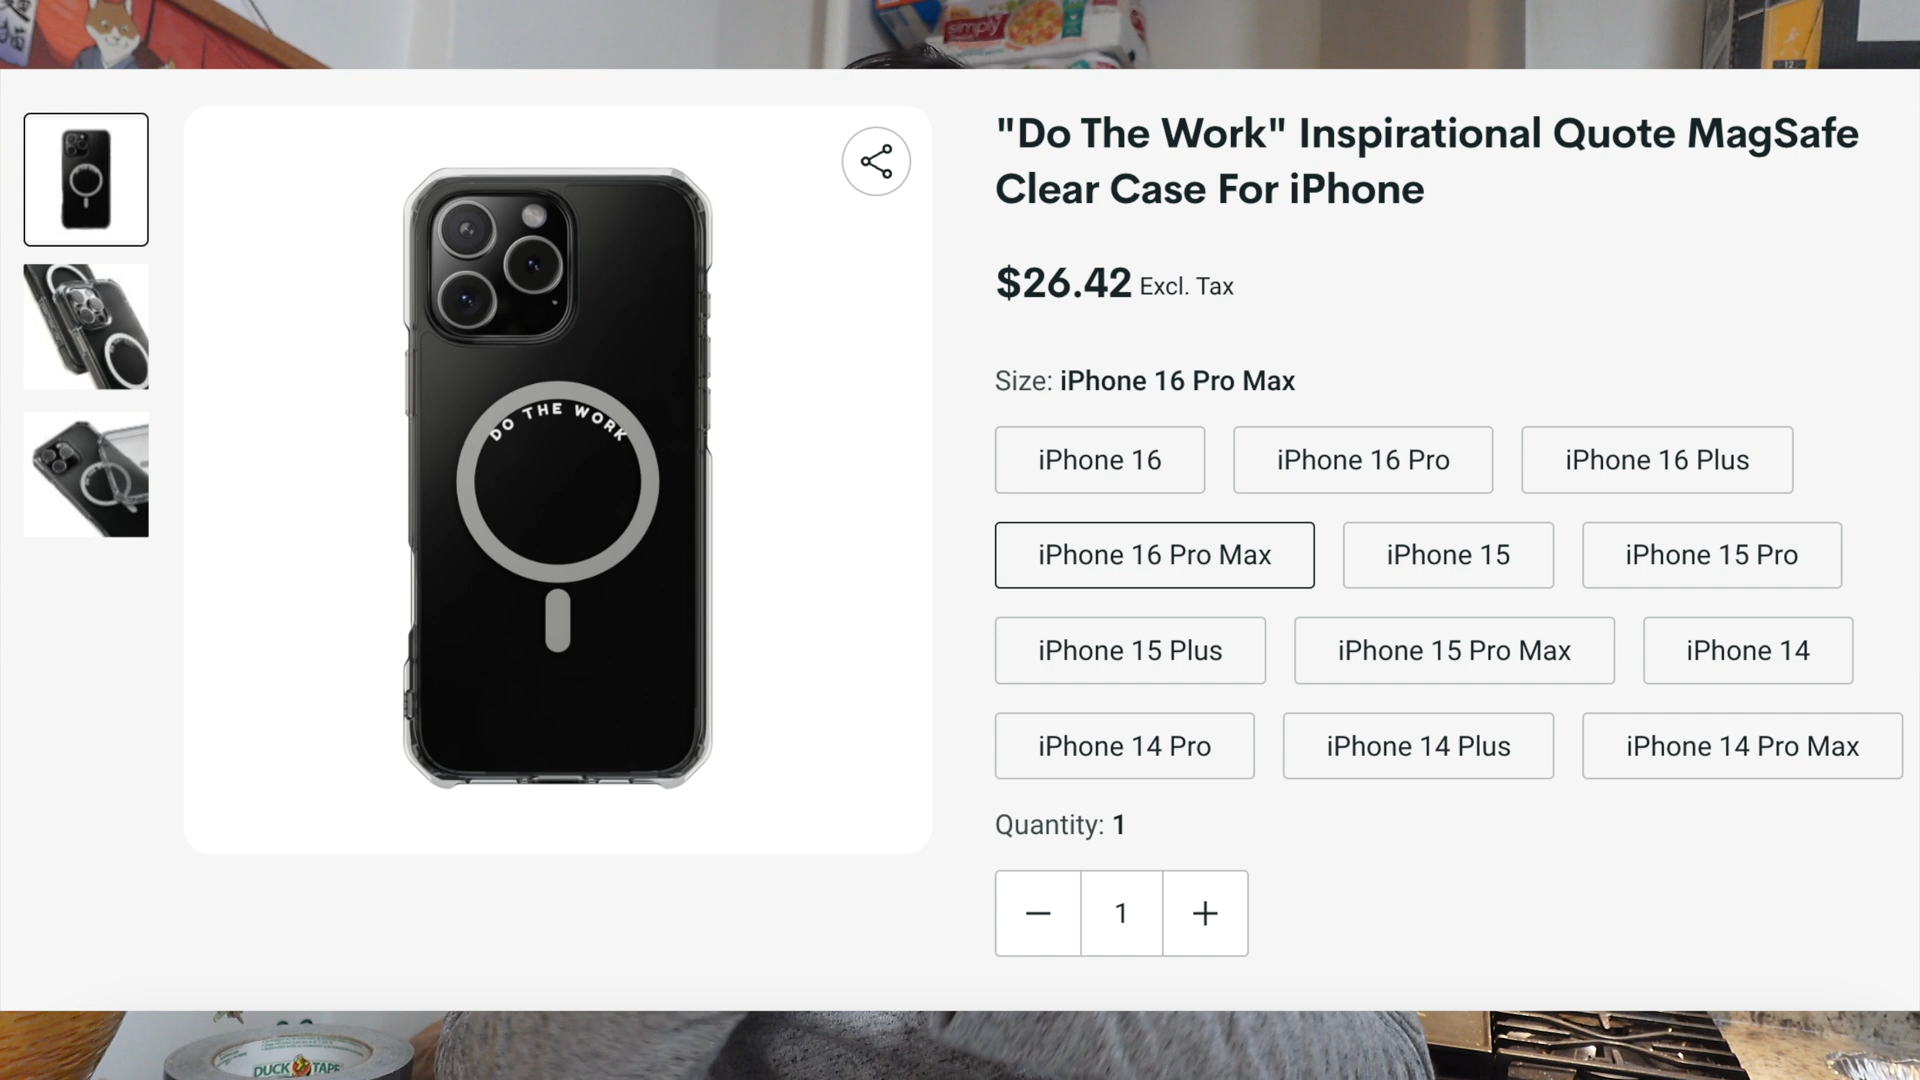 simply
12
"Do The Work" Inspirational Quote MagSafe
Clear Case For iPhone
$26.42 Excl. Tax
DO THE WORK
Size: iPhone 16 Pro Max
iPhone 16
iPhone 16 Pro
iPhone 16 Plus
iPhone 16 Pro Max
iPhone 15
iPhone 15 Pro
iPhone 15 Plus
iPhone 15 Pro Max
iPhone 14
iPhone 14 Pro
iPhone 14 Plus
iPhone 14 Pro Max
Quantity: 1
1
DUCK TAPE